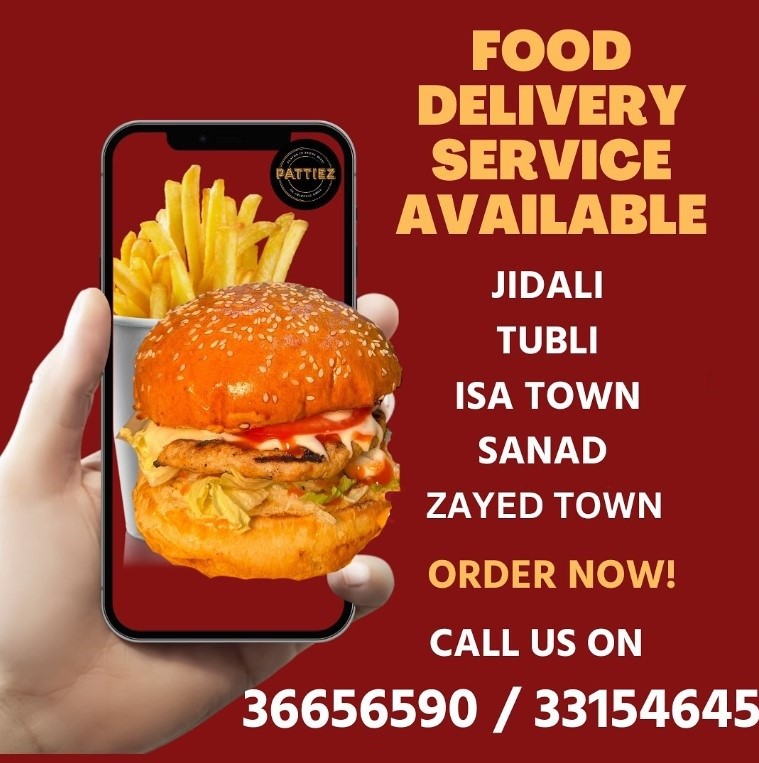 FOOD
DELIVERY
SERVICE
AVAILABLE
PATTIEZ
JIDALI
TUBLI
ISA TOWN
SANAD
ZAYED TOWN
ORDER NOW!
CALL US ON
36656590 / 33154645